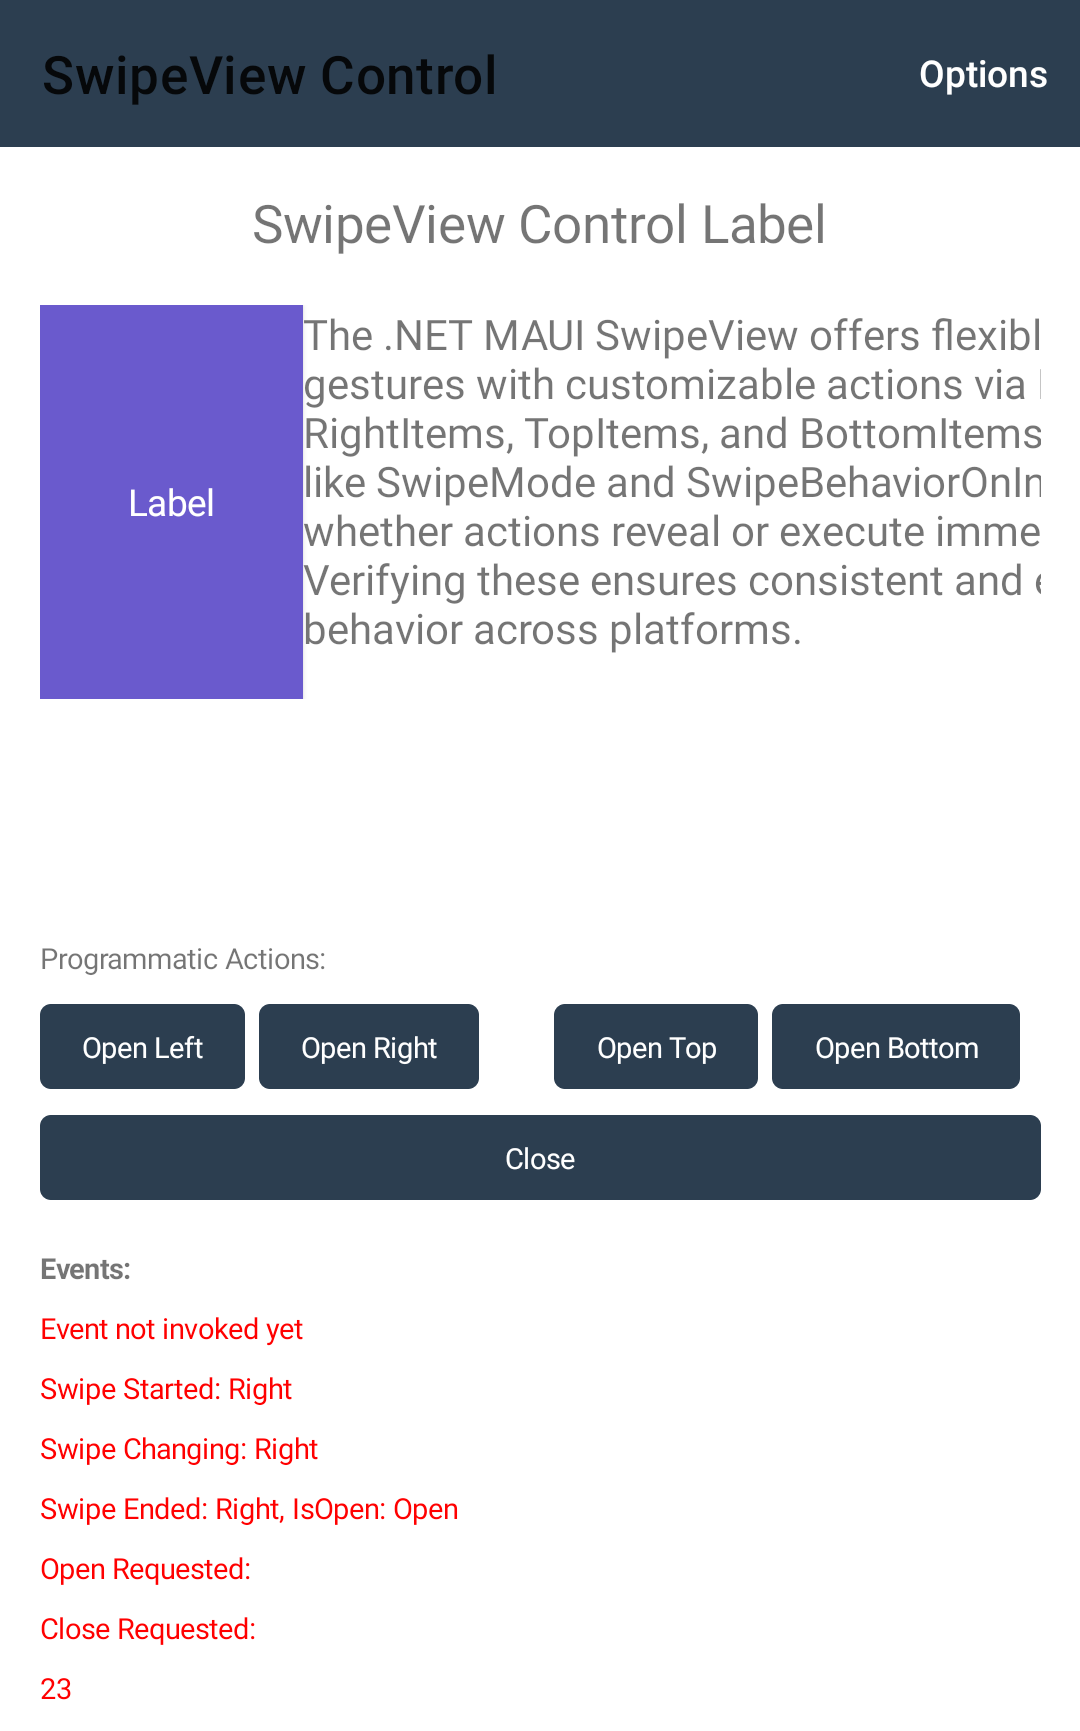 SwipeView Control
Options
SwipeView Control Label
Label
The .NET MAUI SwipeView offers flexibl
gestures with customizable actions via
RightItems, TopItems, and BottomItems
like SwipeMode and SwipeBehaviorOnIn
whether actions reveal or execute imme
Verifying these ensures consistent and e
behavior across platforms.
Programmatic Actions:
Open Left
Open Right
Open Top
Open Bottom
Close
Events:
Event not invoked yet
Swipe Started: Right
Swipe Changing: Right
Swipe Ended: Right, IsOpen: Open
Open Requested:
Close Requested:
23